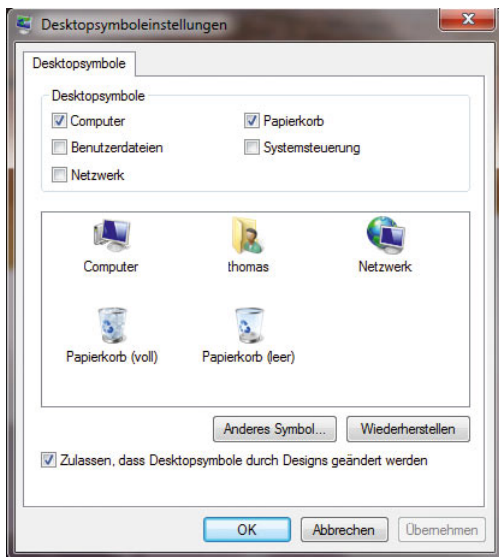 Desktopsymboleinstellungen
Desktopsymbole
Desktopsymbole
Computer
Papierkorb
Benutzerdateien
Systemsteuerung
Netzwerk
Computer
thomas
Netzwerk
Papierkorb (voll)
Papierkorb (leer)
Anderes Symbol...
Wiederherstellen
Zulassen, dass Desktopsymbole durch Designs geändert werden
OK
Abbrechen
Übernehmen